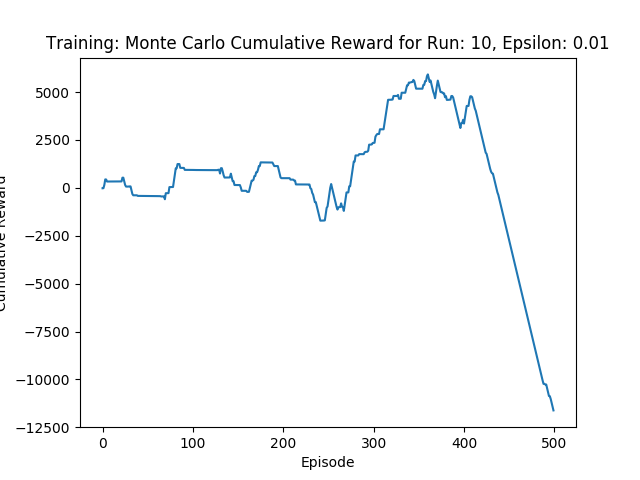 Training: Monte Carlo Cumulative Reward for Run: 10, Epsilon: 0.01
5000
2500
0
−2500
−5000
−7500
−10000
−12500
Cumulative Reward
0 100 200 300 400 500
Episode